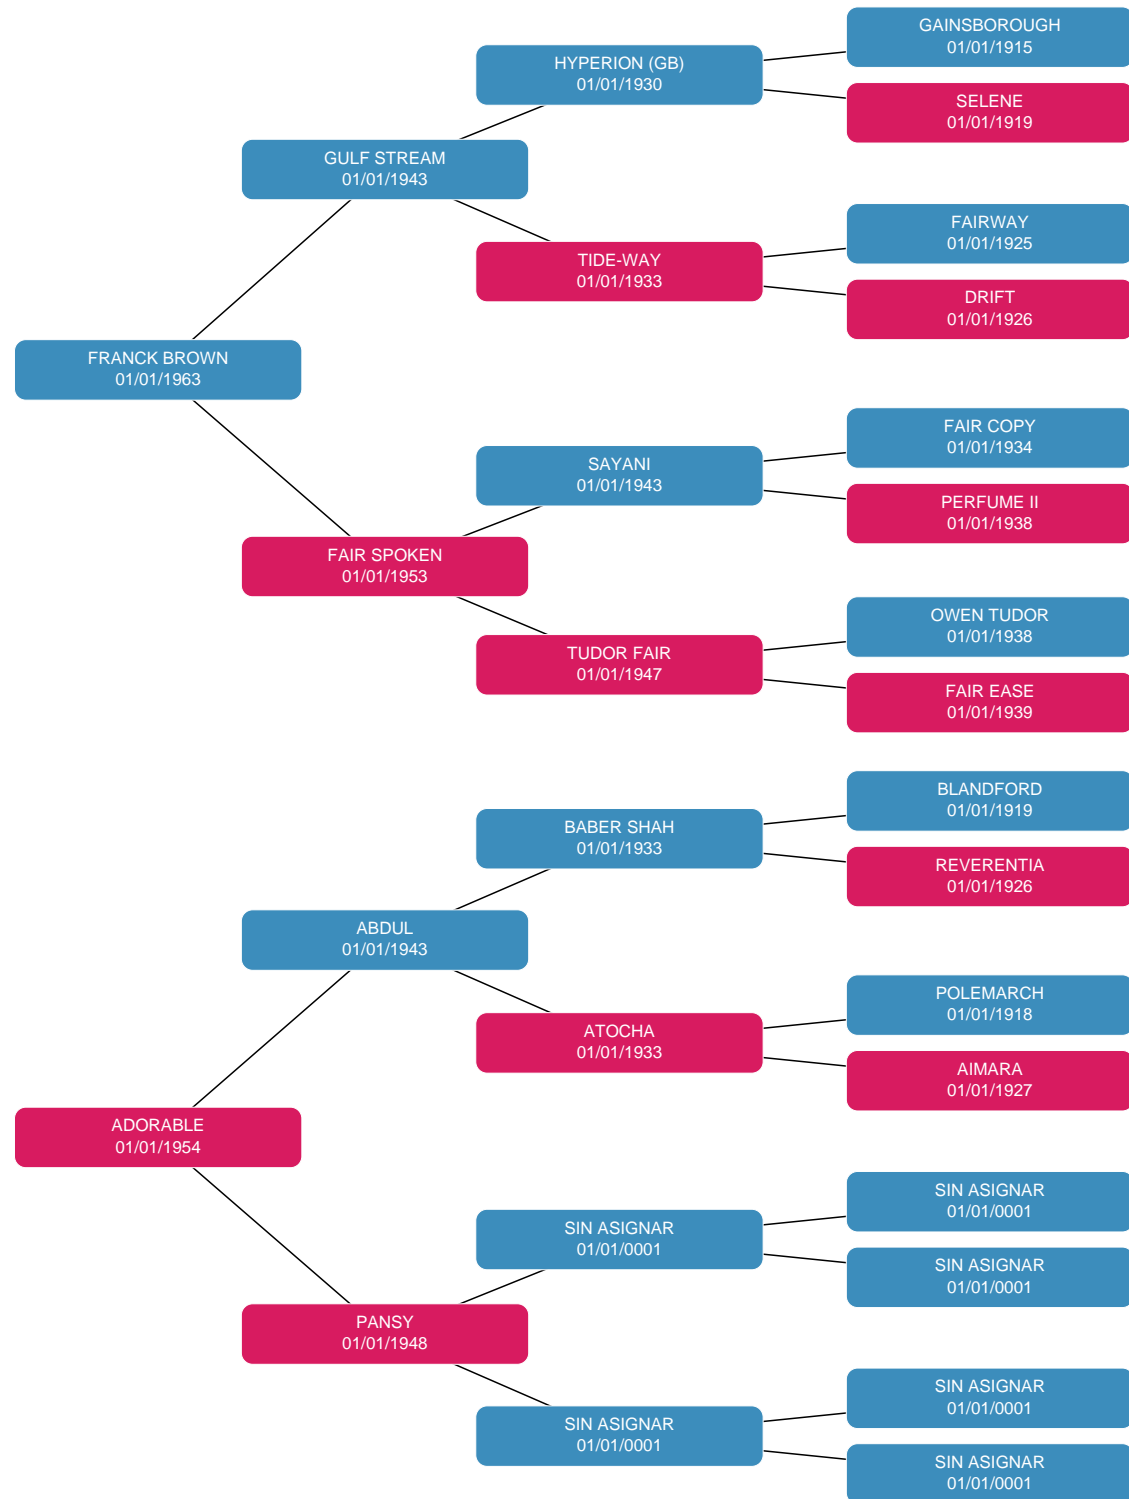 GAINSBOROUGH
01/01/1915
HYPERION (GB)
01/01/1930
SELENE
01/01/1919
GULF STREAM
01/01/1943
FAIRWAY
01/01/1925
TIDE-WAY
01/01/1933
DRIFT
01/01/1926
FRANCK BROWN
01/01/1963
FAIR COPY
01/01/1934
SAYANI
01/01/1943
PERFUME II
01/01/1938
FAIR SPOKEN
01/01/1953
OWEN TUDOR
01/01/1938
TUDOR FAIR
01/01/1947
FAIR EASE
01/01/1939
BLANDFORD
01/01/1919
BABER SHAH
01/01/1933
REVERENTIA
01/01/1926
ABDUL
01/01/1943
POLEMARCH
01/01/1918
ATOCHA
01/01/1933
AIMARA
01/01/1927
ADORABLE
01/01/1954
SIN ASIGNAR
01/01/0001
SIN ASIGNAR
01/01/0001
SIN ASIGNAR
01/01/0001
PANSY
01/01/1948
SIN ASIGNAR
01/01/0001
SIN ASIGNAR
01/01/0001
SIN ASIGNAR
01/01/0001